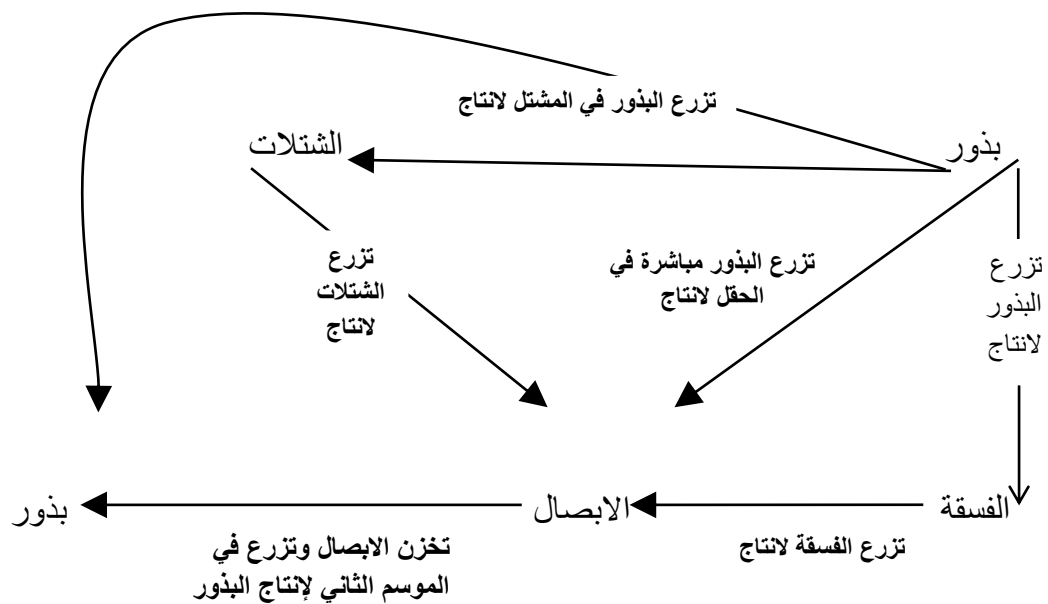 تزرع البذور في المشتل لانتاج
بذور
الشتلات
تزرع البذور مباشرة في
الحقل لانتاج
تزرع
الشتلات
لانتاج
تزرع
البذور
لانتاج
الفسقة
الابصال
بذور
تزرع الفسقة لانتاج
تخزن الابصال وتزرع في
الموسم الثاني لإنتاج البذور